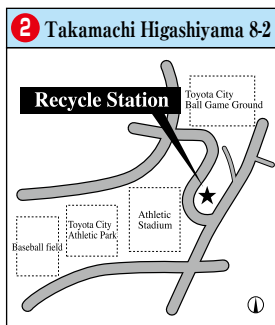 2 Takamachi Higashiyama 8-2
Toyota City
Ball Game Ground
Recycle Station
Athletic
Stadium
Toyota City
Athletic Park
Baseball field